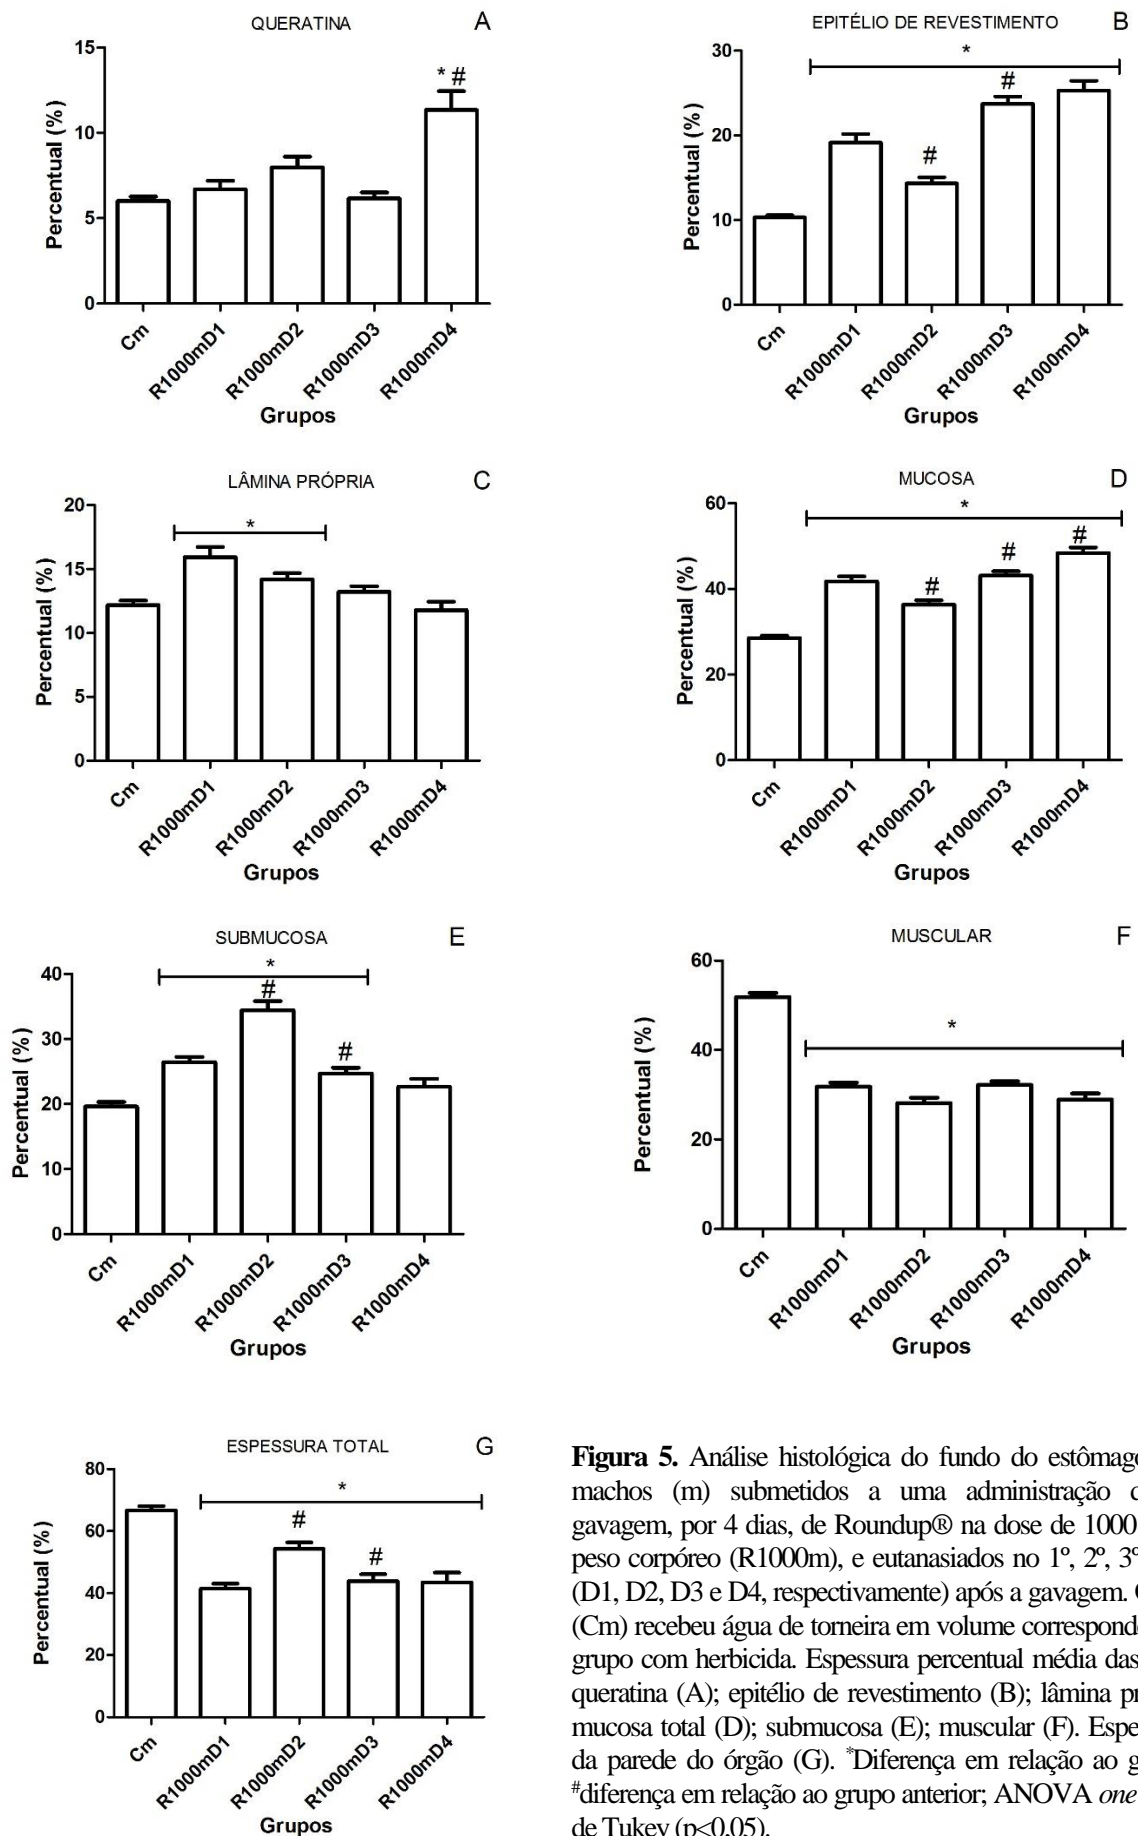 QUERATINA A
* #
15
10
5
0
Percentual (%)
Cm R1000mD1 R1000mD2 R1000mD3 R1000mD4
Grupos
EPITÉLIO DE REVESTIMENTO B
*
# #
30
20
10
0
Percentual (%)
Cm R1000mD1 R1000mD2 R1000mD3 R1000mD4
Grupos
LÂMINA PRÓPRIA C
*
20
15
10
5
0
Percentual (%)
Cm R1000mD1 R1000mD2 R1000mD3 R1000mD4
Grupos
MUCOSA D
*
# # #
60
40
20
0
Percentual (%)
Cm R1000mD1 R1000mD2 R1000mD3 R1000mD4
Grupos
SUBMUCOSA E
*
# #
40
30
20
10
0
Percentual (%)
Cm R1000mD1 R1000mD2 R1000mD3 R1000mD4
Grupos
MUSCULAR F
*
60
40
20
0
Percentual (%)
Cm R1000mD1 R1000mD2 R1000mD3 R1000mD4
Grupos
ESPESSURA TOTAL G
*
# #
80
60
40
20
0
Percentual (%)
Cm R1000mD1 R1000mD2 R1000mD3 R1000mD4
Grupos
Figura 5. Análise histológica do fundo do estômago
machos (m) submetidos a uma administração
gavagem, por 4 dias, de Roundup® na dose de 1000
peso corpóreo (R1000m), e eutanasiados no 1º, 2º, 3º
(D1, D2, D3 e D4, respectivamente) após a gavagem.
(Cm) recebeu água de torneira em volume
grupo com herbicida. Espessura percentual média das
queratina (A); epitélio de revestimento (B); lâmina
mucosa total (D); submucosa (E); muscular (F).
da parede do órgão (G). *Diferença em relação ao
#diferença em relação ao grupo anterior; ANOVA one
de Tukey (p<0,05).